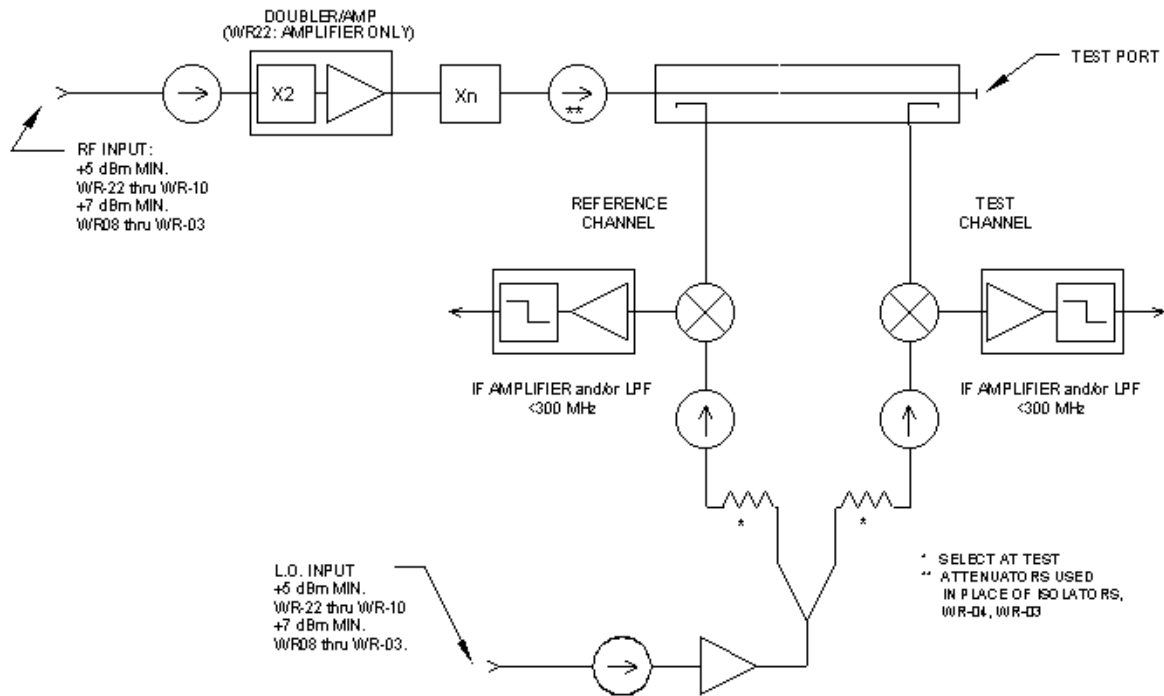 DOUBLER/AMP
(WR22: AMPLIFIER ONLY)
X2
Xn
**
TEST PORT
RF INPUT:
+5 dBm MIN.
WR-22 thru WR-10
+7 dBm MIN.
WR08 thru WR-03
REFERENCE
CHANNEL
TEST
CHANNEL
IF AMPLIFIER and/or LPF
<300 MHz
IF AMPLIFIER and/or LPF
<300 MHz
*
*
L.O. INPUT
+5 dBm MIN.
WR-22 thru WR-10
+7 dBm MIN.
WR08 thru WR-03.
* SELECT AT TEST
** ATTENUATORS USED
IN PLACE OF ISOLATORS,
WR-04, WR-03